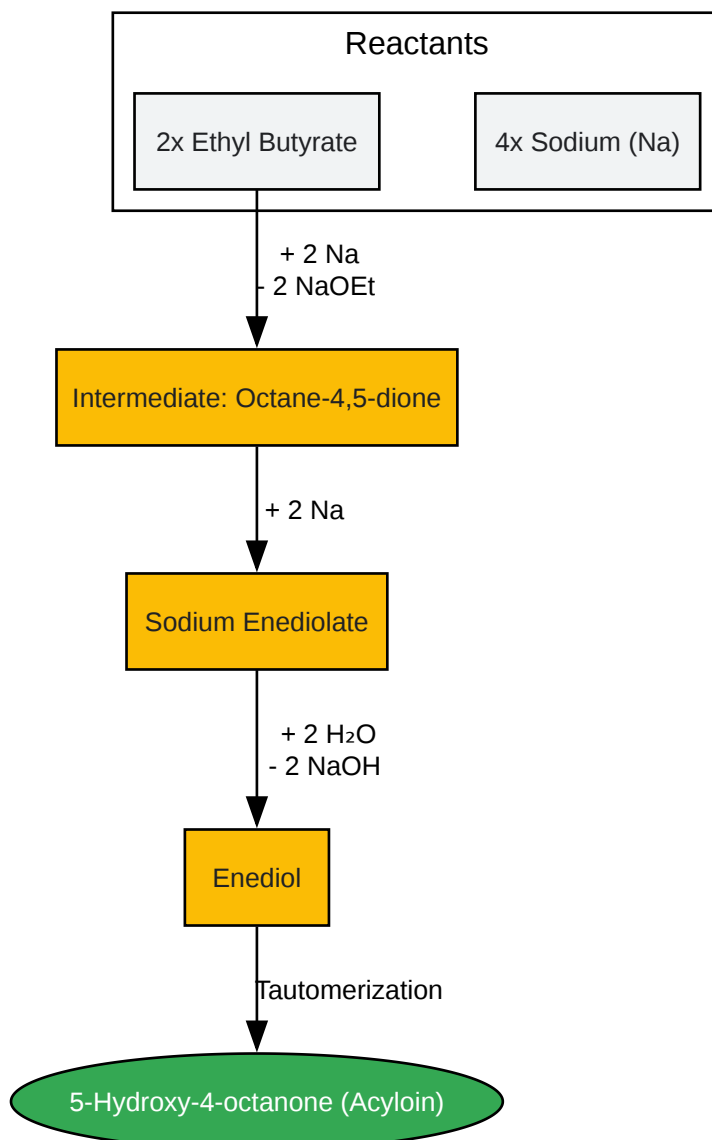 Reactants
2x Ethyl Butyrate
4x Sodium (Na)
+ 2 Na
- 2 NaOEt
Intermediate: Octane-4,5-dione
+ 2 Na
Sodium Enediolate
+ 2 H₂O
- 2 NaOH
Enediol
Tautomerization
5-Hydroxy-4-octanone (Acyloin)